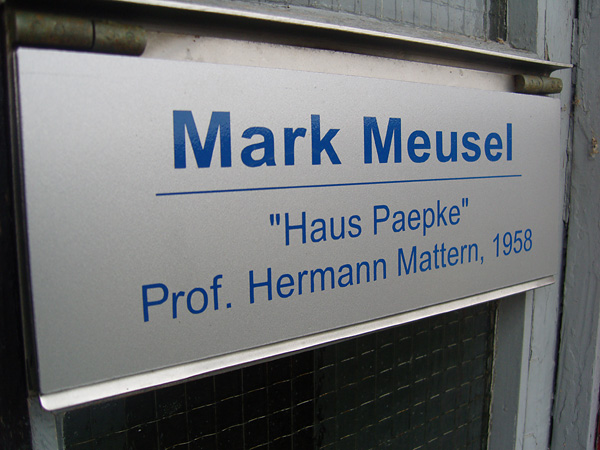 Mark Meusel
"Haus Paepke"
Prof. Hermann Mattern, 1958